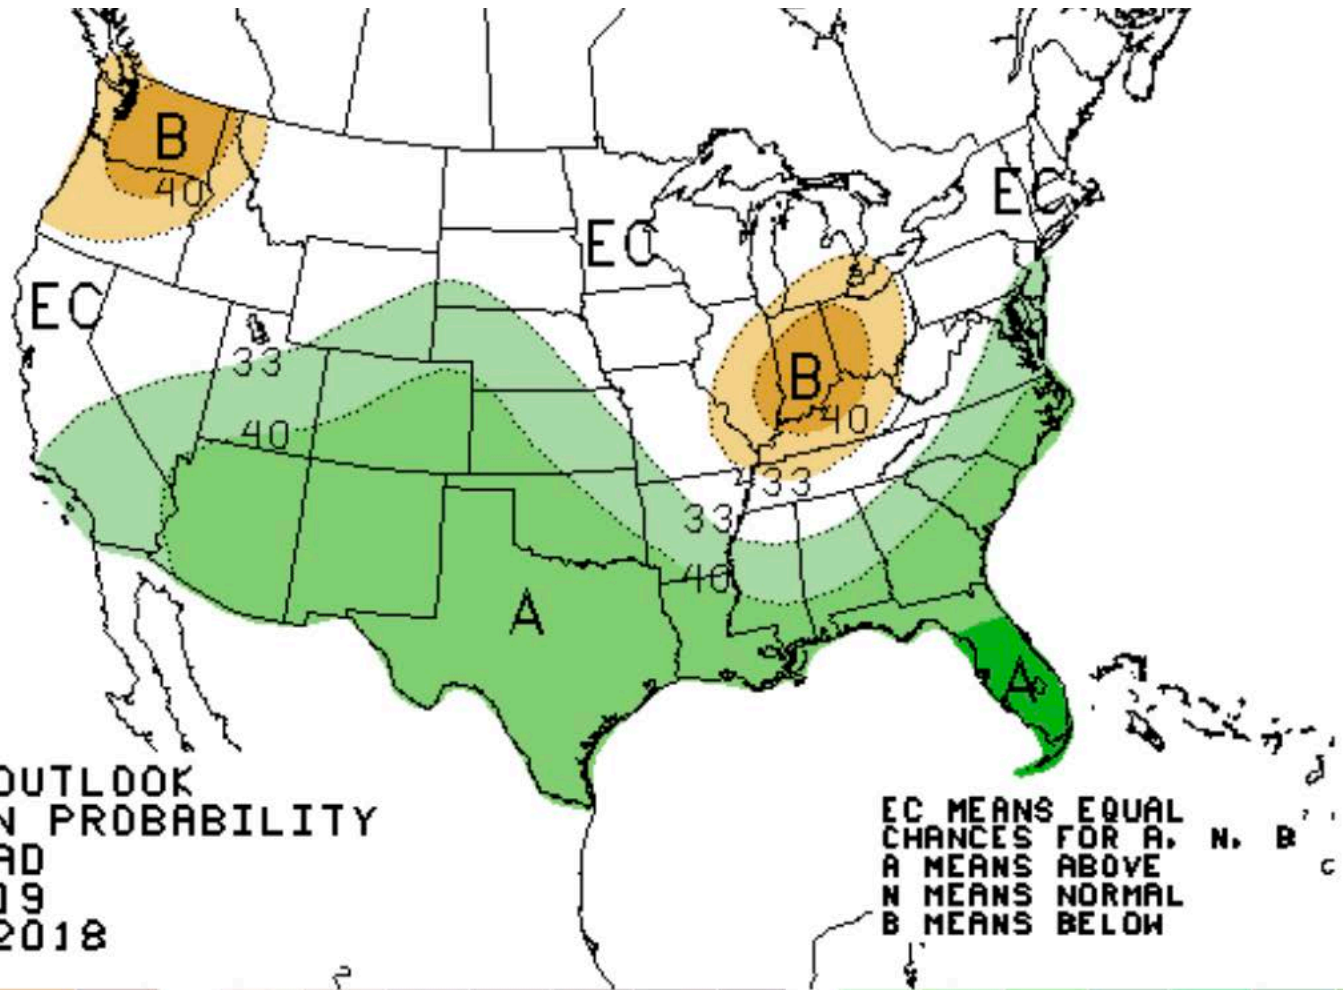 B
40
EC
EC
EC
33
40
B
40
33
33
40
A
A
OUTLOOK
N PROBABILITY
AD
19
2018
EC MEANS EQUAL
CHANCES FOR A, N, B
A MEANS ABOVE
N MEANS NORMAL
B MEANS BELOW